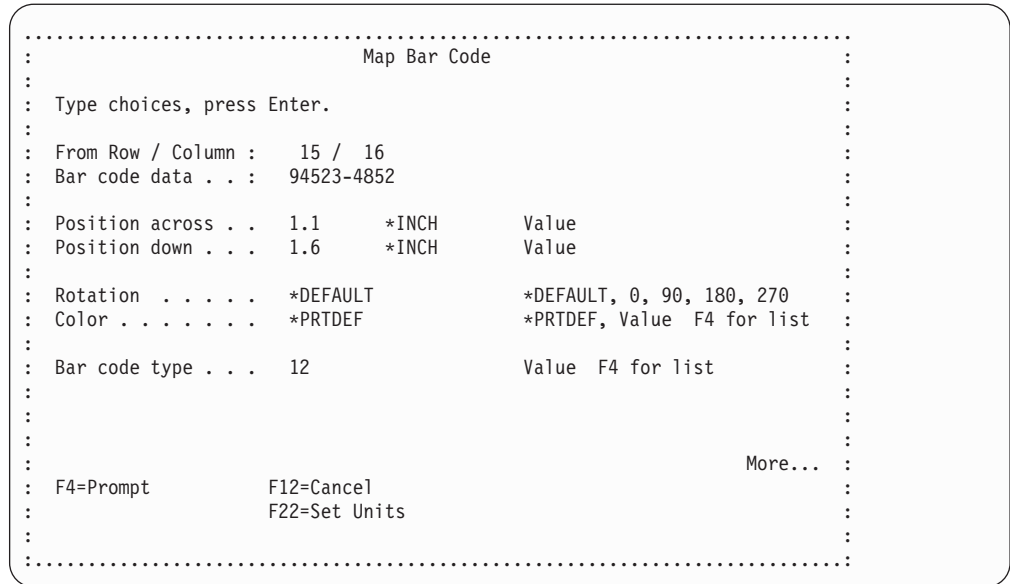 Map Bar Code
Type choices, press Enter.
From Row / Column :   15 /  16
Bar code data . . :  94523-4852
Position across . .  1.1      *INCH      Value
Position down . . .  1.6      *INCH      Value
Rotation  . . . . .  *DEFAULT            *DEFAULT, 0, 90, 180, 270
Color . . . . . . .  *PRTDEF             *PRTDEF, Value  F4 for list
Bar code type . . .  12                  Value  F4 for list
More...
F4=Prompt           F12=Cancel
F22=Set Units